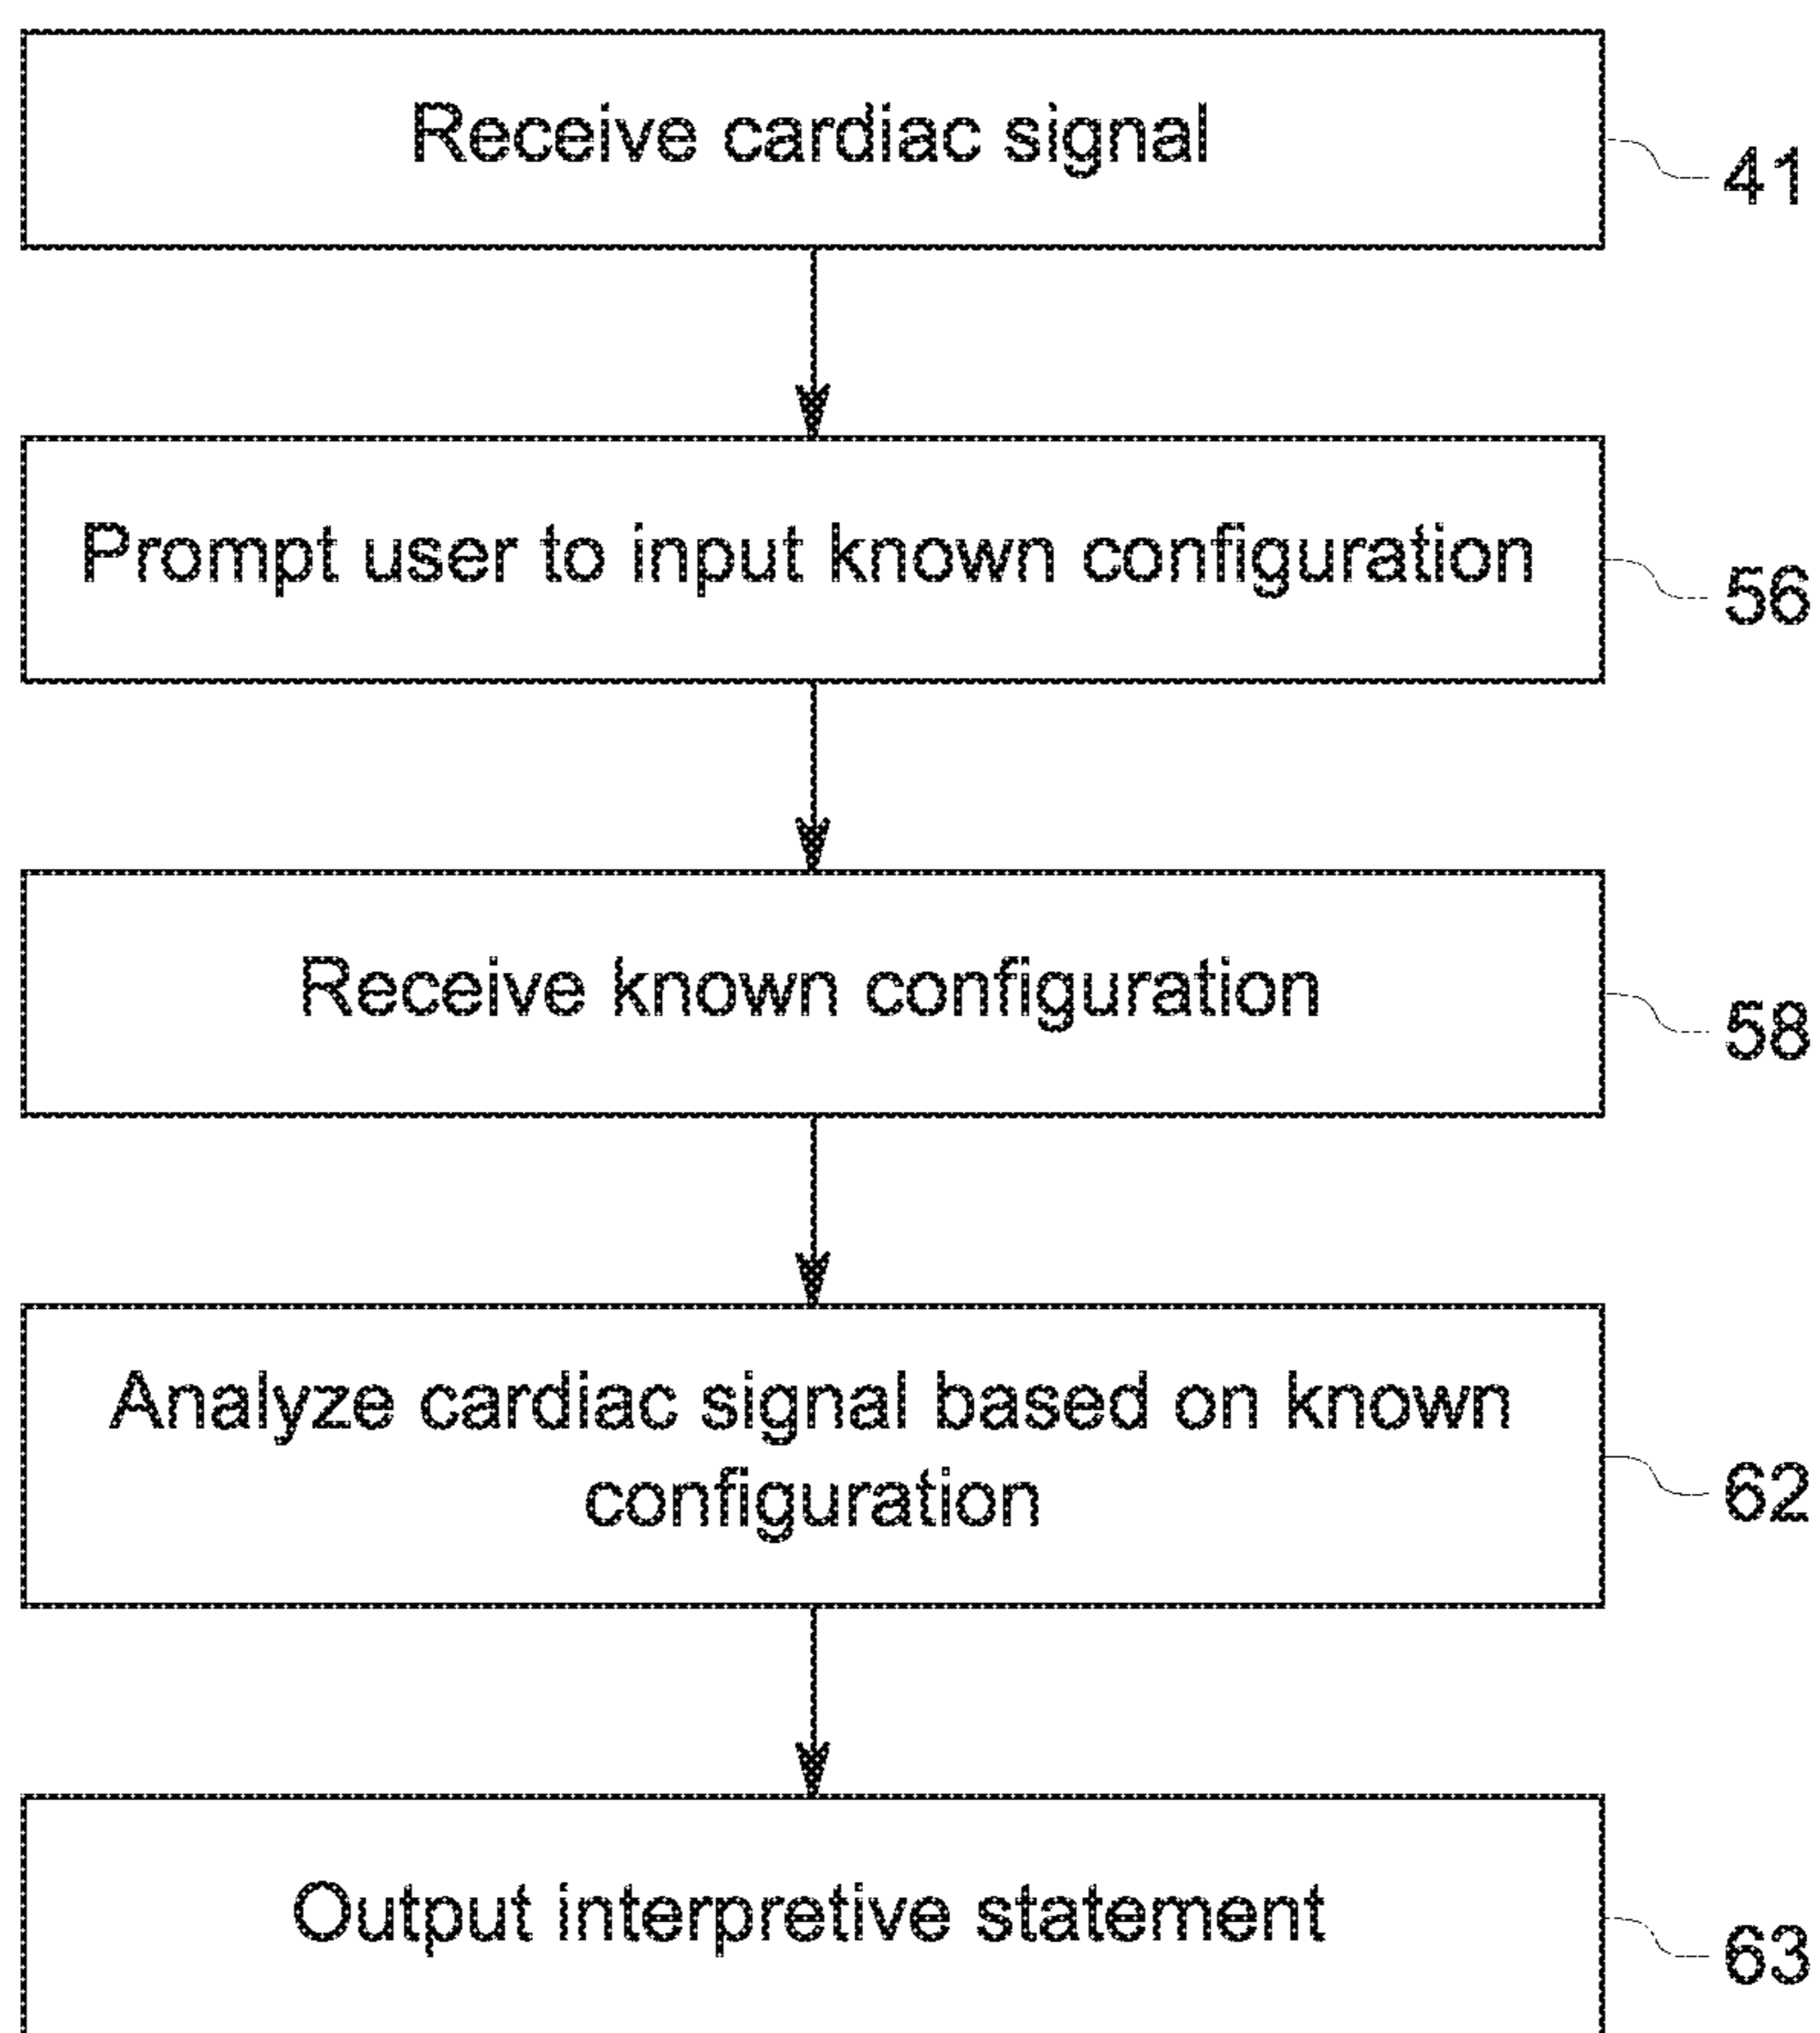 Receive cardiac signal
41
Prompt user to input known configuration
56
Receive known configuration
58
Analyze cardiac signal based on known
configuration
62
Output interpretive statement
63